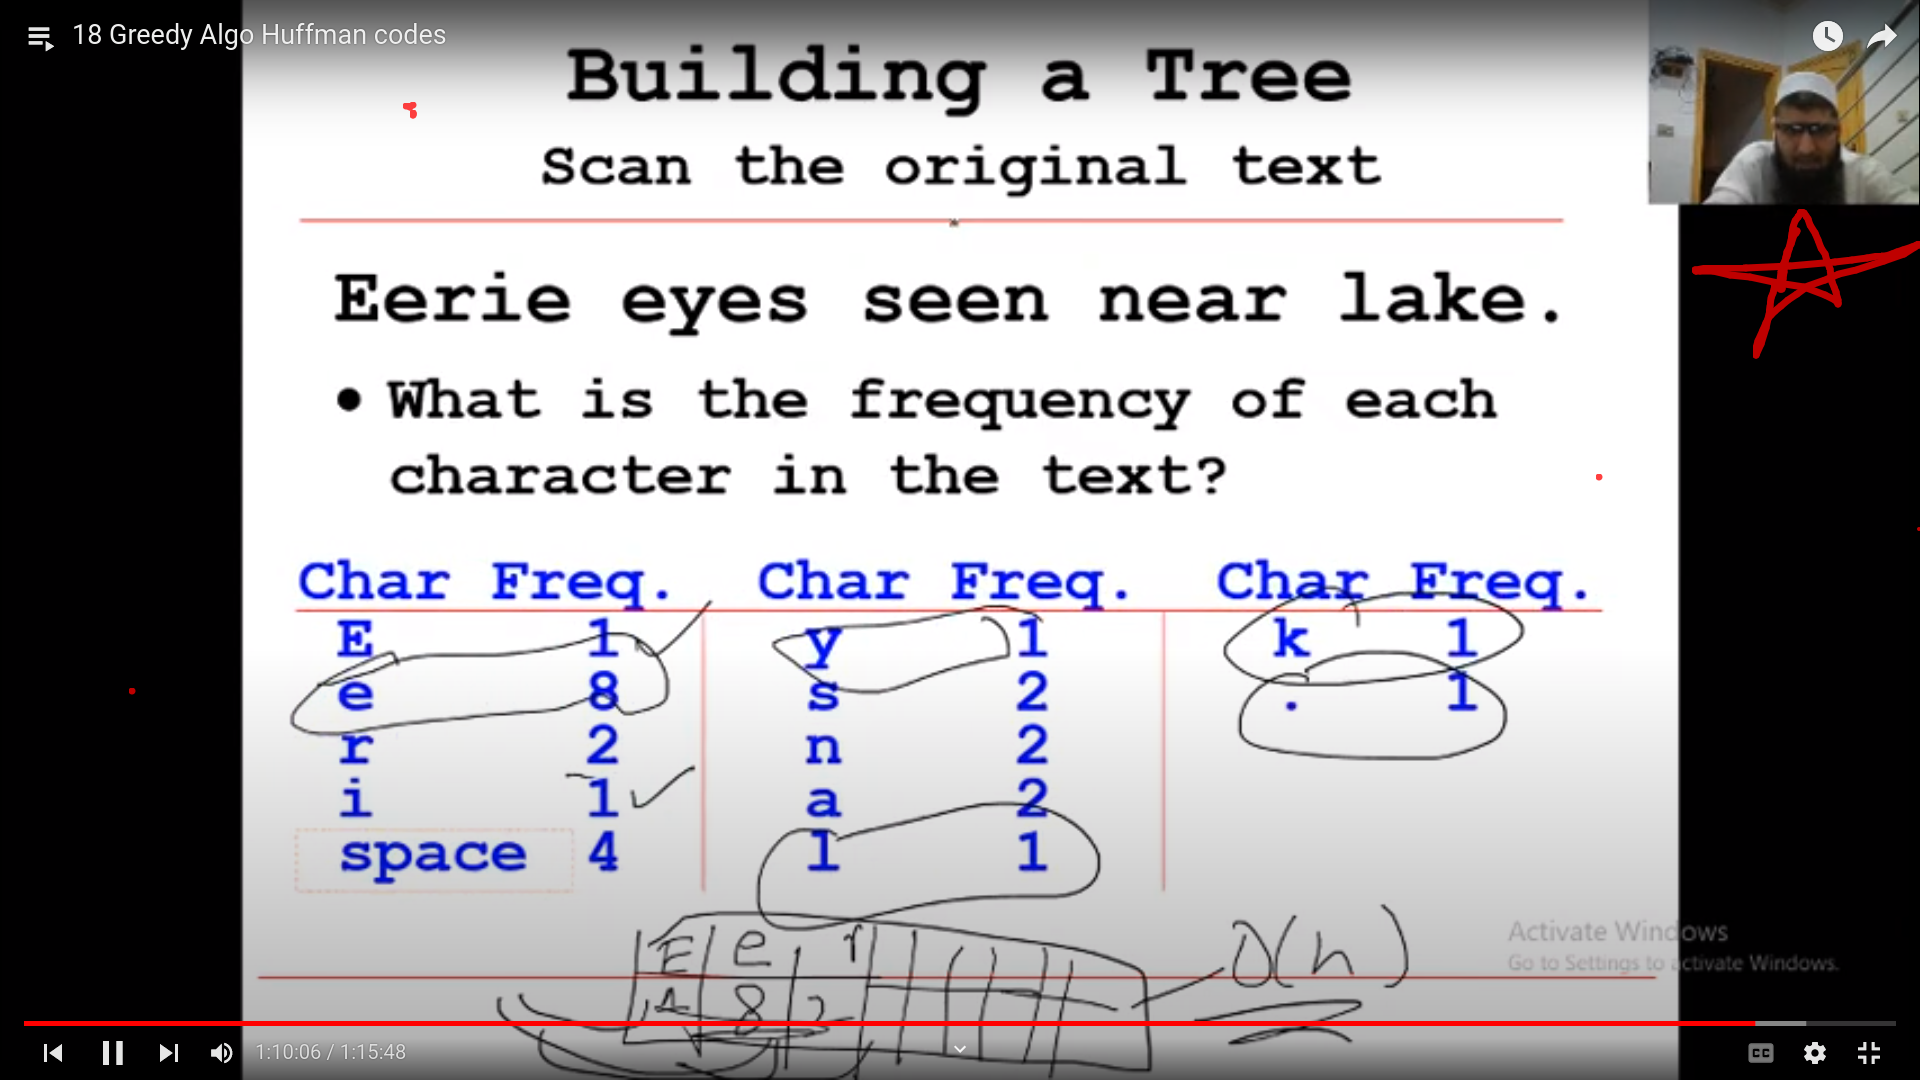 18 Greedy Algo Huffman codes
Building a Tree
Scan the original text
Eerie eyes seen near lake.
• What is the frequency of each
character in the text?
Char Freq. Char Freq. Char Freq.
E 1 y 1 k 1
e 8 s 2 . 1
r 2 n 2
i 1 a 2
space 4 l 1
E e r
1 8 2
O(n)
Activate Windows
Go to Settings to activate Windows.
1:10:06 / 1:15:48
CC